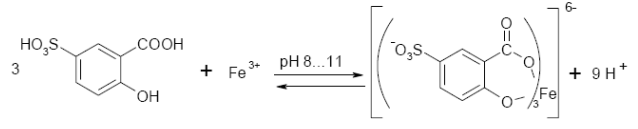 3 HO₃S COOH OH + Fe³⁺ pH 8...11 ⁻O₃S O C O O 3 Fe 6- + 9 H⁺